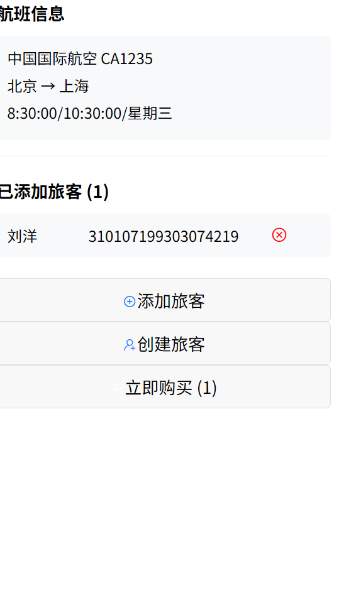 航班信息
中国国际航空 CA1235
北京 → 上海
8:30:00/10:30:00/星期三
已添加旅客 (1)
刘洋 310107199303074219
添加旅客
创建旅客
立即购买 (1)